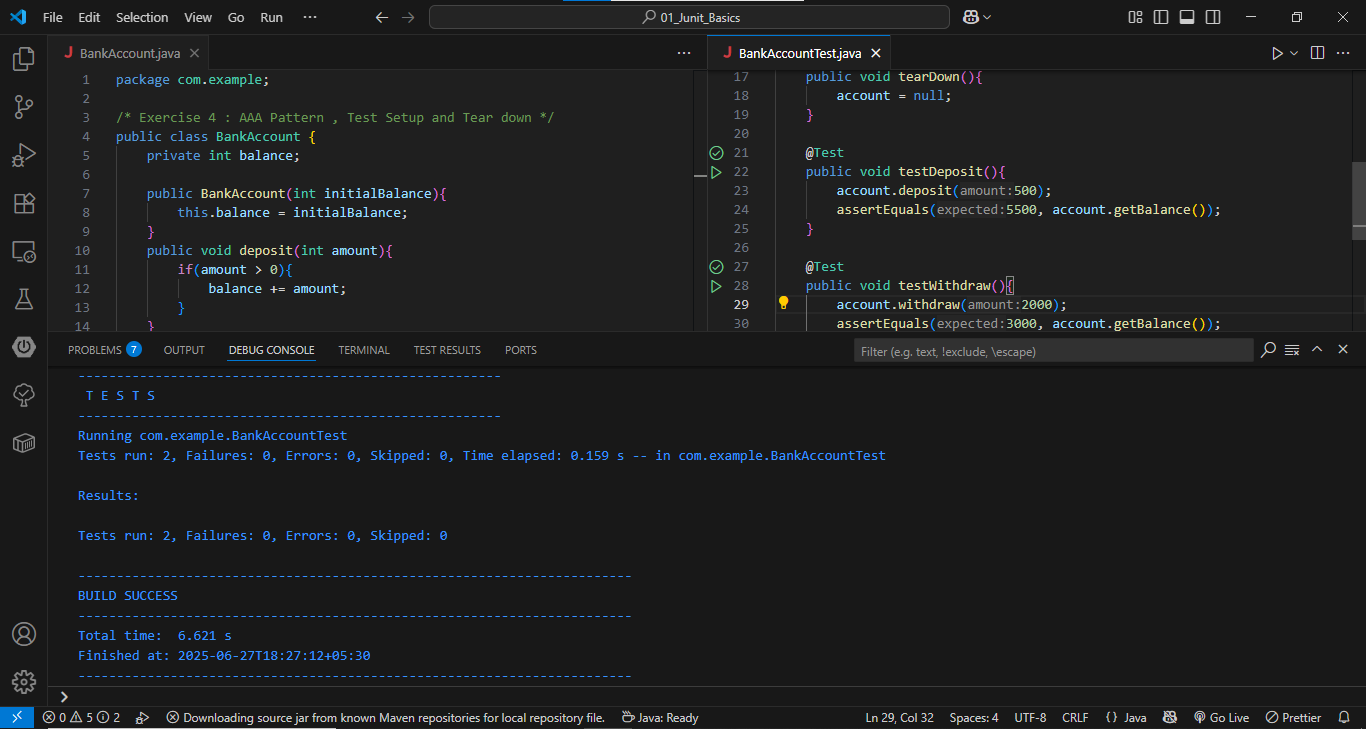 File Edit Selection View Go Run ··· 01_Junit_Basics
BankAccount.java
1 package com.example;
2
3 /* Exercise 4 : AAA Pattern , Test Setup and Tear down */
4 public class BankAccount {
5 private int balance;
6
7 public BankAccount(int initialBalance){
8 this.balance = initialBalance;
9 }
10 public void deposit(int amount){
11 if(amount > 0){
12 balance += amount;
13 }
14 }
BankAccountTest.java
17 public void tearDown(){
18 account = null;
19 }
20
21 @Test
22 public void testDeposit(){
23 account.deposit(amount:500);
24 assertEquals(expected:5500, account.getBalance());
25 }
26
27 @Test
28 public void testWithdraw(){
29 account.withdraw(amount:2000);
30 assertEquals(expected:3000, account.getBalance());
PROBLEMS 7 OUTPUT DEBUG CONSOLE TERMINAL TEST RESULTS PORTS Filter (e.g. text, !exclude, \escape)
-------------------------------------------------------
T E S T S
-------------------------------------------------------
Running com.example.BankAccountTest
Tests run: 2, Failures: 0, Errors: 0, Skipped: 0, Time elapsed: 0.159 s -- in com.example.BankAccountTest
Results:
Tests run: 2, Failures: 0, Errors: 0, Skipped: 0
------------------------------------------------------------------------
BUILD SUCCESS
------------------------------------------------------------------------
Total time:  6.621 s
Finished at: 2025-06-27T18:27:12+05:30
------------------------------------------------------------------------
0 5 2 Downloading source jar from known Maven repositories for local repository file. Java: Ready Ln 29, Col 32 Spaces: 4 UTF-8 CRLF {} Java Go Live Prettier